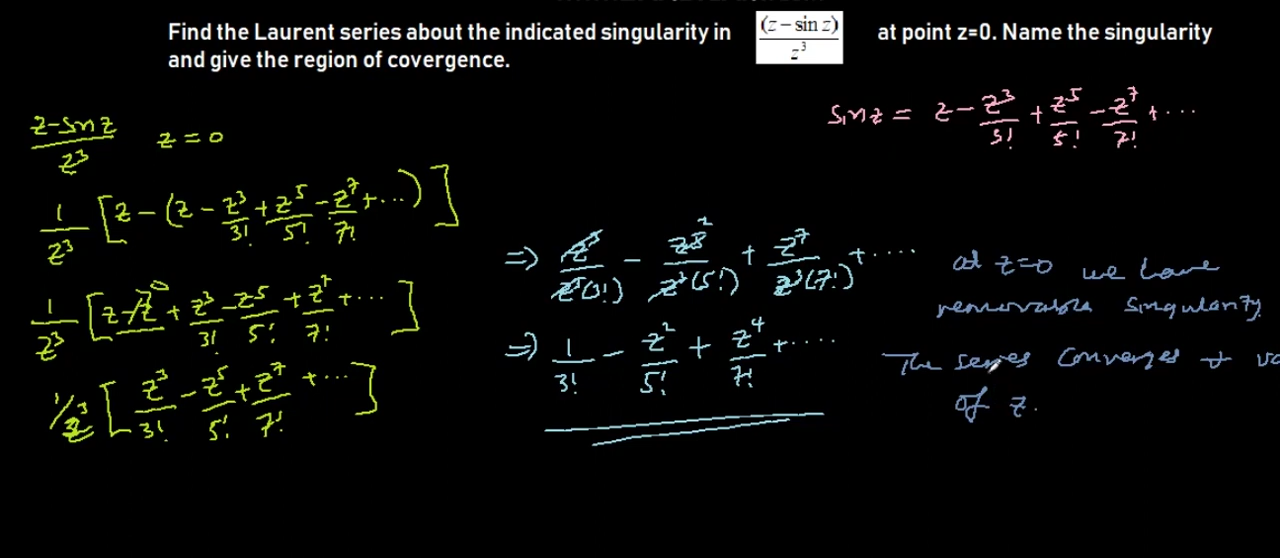 Find the Laurent series about the indicated singularity in (z − sin z)/z³ at point z=0. Name the singularity
and give the region of covergence.
sin z = z − z³/3! + z⁵/5! − z⁷/7! + ....
z−sin z/z³ z = 0
1/z³ [z − (z − z³/3! + z⁵/5! − z⁷/7! + ...)]
1/z³ [z − z⁰ + z³/3! − z⁵/5! + z⁷/7! + ...]
1/z³ [z³/3! − z⁵/5! + z⁷/7! + ...]
⇒ z³/z³(3!) − z⁵²/z³(5!) + z⁷/z³(7!) + ....
⇒ 1/3! − z²/5! + z⁴/7! + ....
at z=0 we have
removable singularity
The series converges
of z.